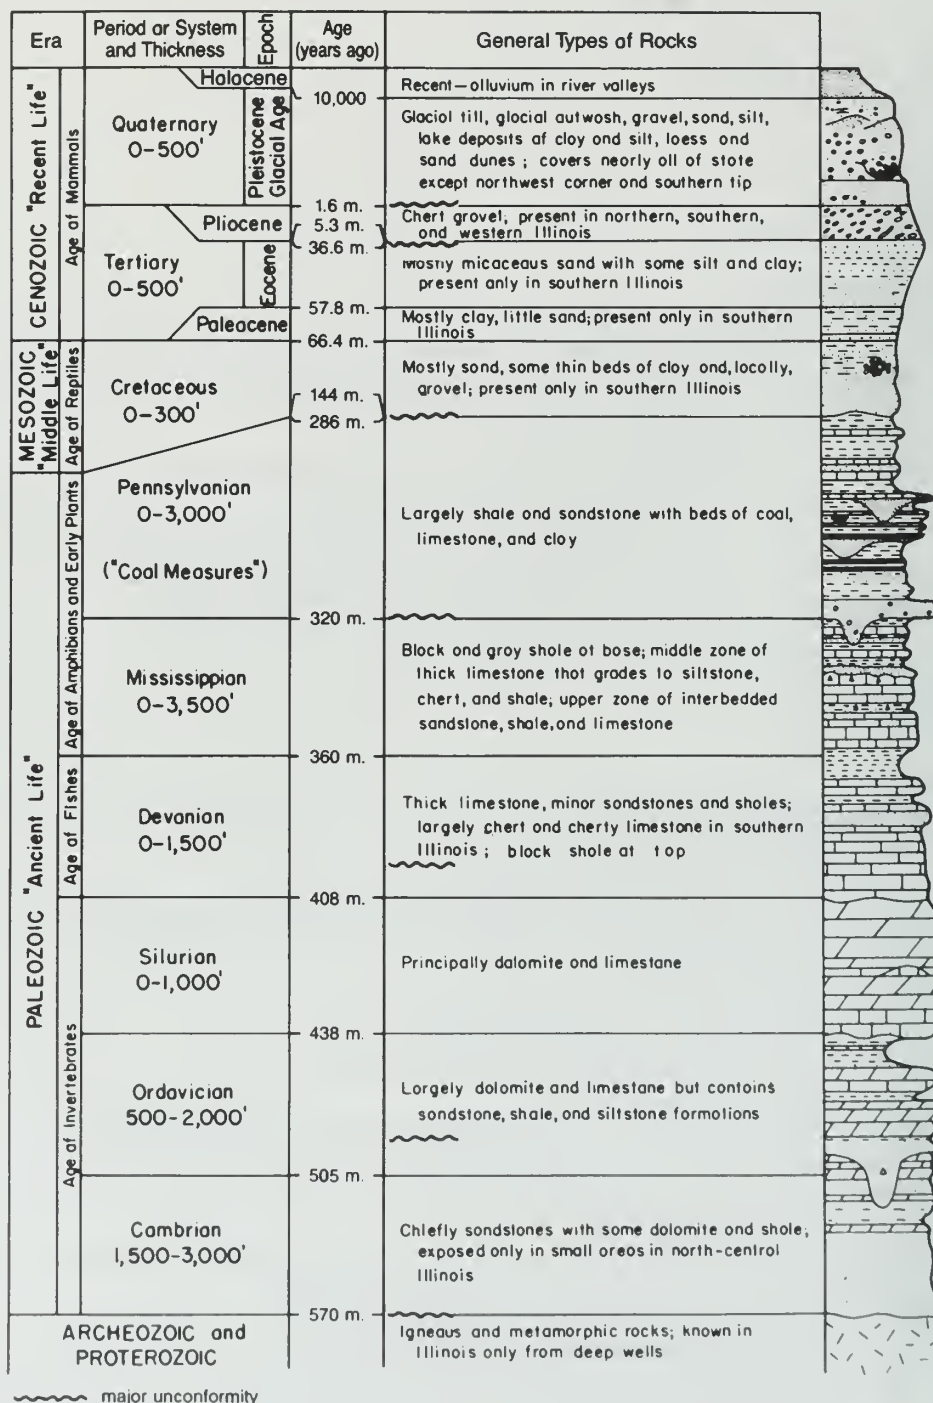 Era
Period or System
and Thickness
Epoch
Age
(years ago)
General Types of Rocks
CENOZOIC "Recent Life"
Age of Mammals
Quaternary
0-500'
Halacene
Pleistocene
Glacial Age
10,000
Recent—olluvium in river valleys
Glaciol till, glacial autwosh, gravel, sond, silt,
lake deposits af cloy ond silt, loess ond
sand dunes ; covers neorly oll of stote
except northwest corner ond southern tip
1.6 m.
Tertiary
0-500'
Pliocene
5.3 m.
36.6 m.
Chert grovel; present in northern, southern,
ond western Illinois
Eocene
Mostly micaceaus sand with some silt and clay;
present anly in southern Illinois
57.8 m.
Paleacene
Mostly clay, little sand; present only in southern
Illinois
66.4 m.
MESOZOIC
"Middle Life"
Age of Reptiles
Cretaceous
0-300'
144 m.
286 m.
Mostly sond, some thin beds of cloy ond, locolly,
grovel; present only in southern Illinois
PALEOZOIC "Ancient Life"
Age of Amphibians and Early Plants
Pennsylvanian
0-3,000'
("Coal Measures")
Largely shale ond sondstone with beds of coal,
limestone, and cloy
320 m.
Mississippian
0-3,500'
Block ond groy shole ot bose; middle zone of
thick limestone that grades to siltstone,
chert, and shale; upper zone of interbedded
sandstone, shale, ond limestone
360 m.
Age of Fishes
Devanian
0-1,500'
Thick limestone, minor sondstones ond sholes;
largely chert ond cherty limestone in southern
Illinois ; block shole at top
408 m.
Age af Invertebrates
Silurian
0-1,000'
Principally dalomite ond limestane
438 m.
Ordavician
500-2,000'
Lorgely dolomite and limestane but contoins
sondstone, shale, and siltstone formotions
505 m.
Cambrian
1,500-3,000'
Chiefly sondstones with some dolomite ond shole;
exposed only in small oreos in north-central
Illinois
570 m.
ARCHEOZOIC and
PROTEROZOIC
Igneous and metamorphic rocks; known in
Illinois only from deep wells
major unconformity